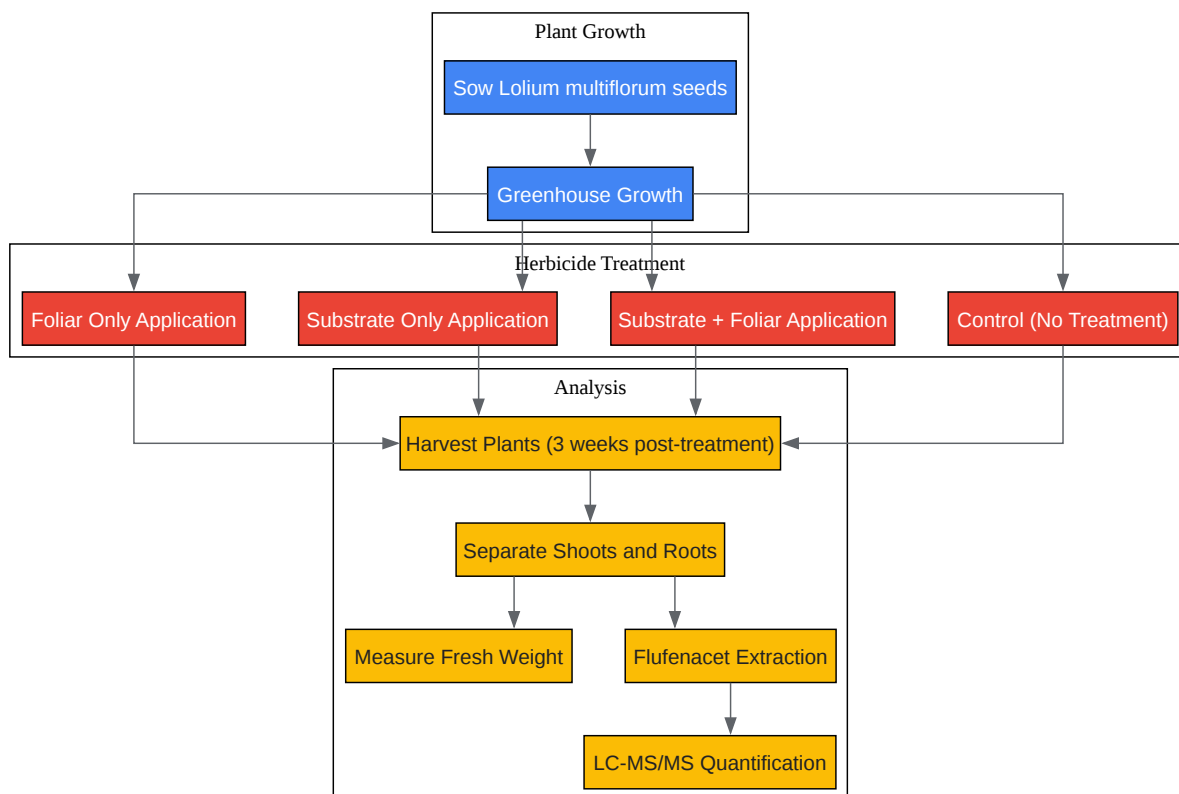 Plant Growth
Sow Lolium multiflorum seeds
Greenhouse Growth
Herbicide Treatment
Foliar Only Application
Substrate Only Application
Substrate + Foliar Application
Control (No Treatment)
Analysis
Harvest Plants (3 weeks post-treatment)
Separate Shoots and Roots
Measure Fresh Weight
Flufenacet Extraction
LC-MS/MS Quantification